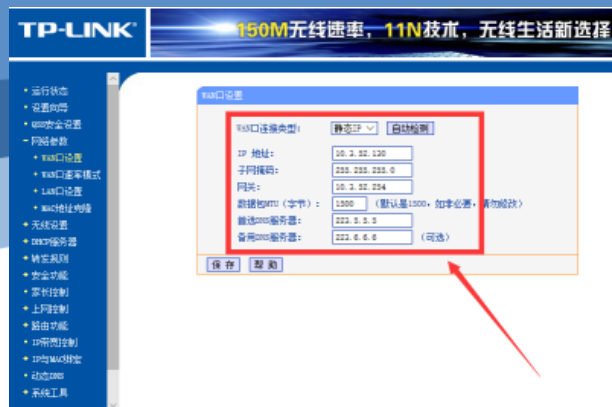 TP-LINK
150M无线速率，11N技术，无线生活新选择
• 运行状态
• 设置向导
• QSS安全设置
- 网络参数
+ WAN口设置
+ WAN口速率模式
+ LAN口设置
+ MAC地址克隆
+ 无线设置
+ DHCP服务器
+ 转发规则
+ 安全功能
• 家长控制
+ 上网控制
+ 路由功能
• IP带宽控制
+ IP与MAC绑定
• 动态DNS
+ 系统工具
WAN口设置
WAN口连接类型： 静态IP 自动检测
IP 地址： 10.3.52.130
子网掩码： 255.255.255.0
网关： 10.3.52.254
数据包MTU（字节）： 1500 （默认是1500，如非必要，请勿修改）
首选DNS服务器： 223.5.5.5
备用DNS服务器： 223.6.6.6 （可选）
保 存 帮 助